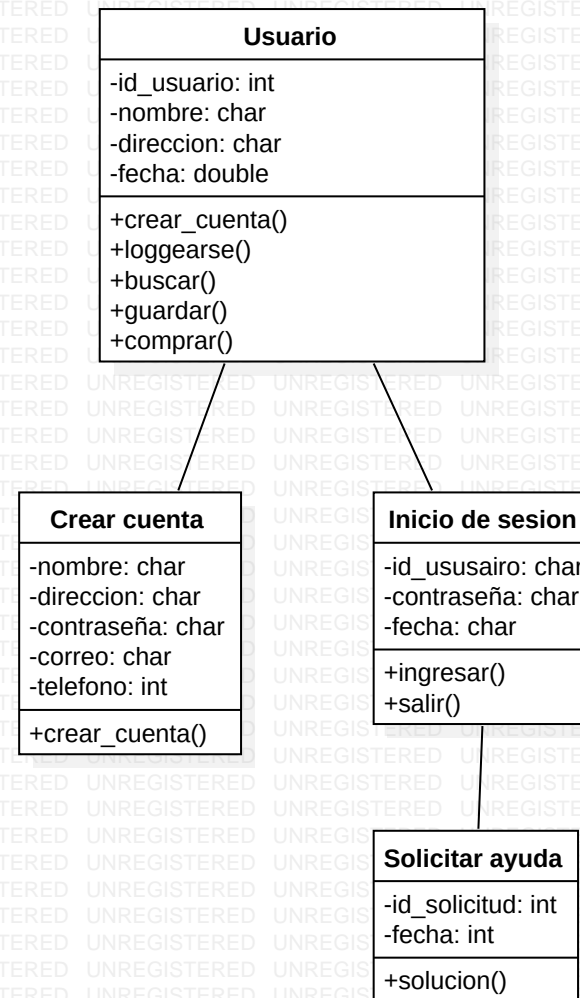 Usuario
-id_usuario: int
-nombre: char
-direccion: char
-fecha: double
+crear_cuenta()
+loggearse()
+buscar()
+guardar()
+comprar()
Crear cuenta
-nombre: char
-direccion: char
-contraseña: char
-correo: char
-telefono: int
+crear_cuenta()
Inicio de sesion
-id_ususairo: char
-contraseña: char
-fecha: char
+ingresar()
+salir()
Solicitar ayuda
-id_solicitud: int
-fecha: int
+solucion()
UNREGISTERED